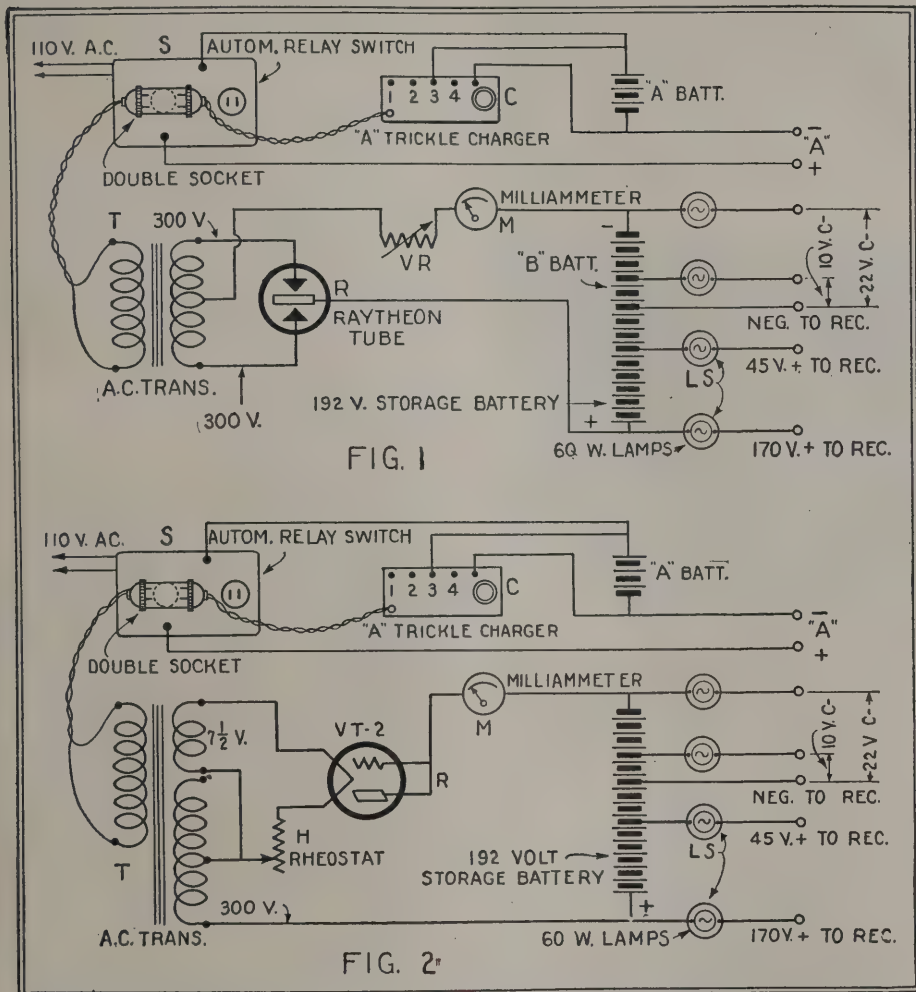 110 V. A.C.
S
AUTOM. RELAY SWITCH
1 2 3 4
C
"A" BATT.
"A" TRICKLE CHARGER
DOUBLE SOCKET
− "A" +
T
300 V.
MILLIAMMETER
M
VR
R
RAYTHEON
TUBE
-
"B" BATT.
10 V. C-
22 V. C-
NEG. TO REC.
45 V. + TO REC.
LS
192 V. STORAGE BATTERY
+
A.C. TRANS.
300 V.
60 W. LAMPS
170 V. + TO REC.
FIG. 1
110 V. AC.
S
AUTOM. RELAY SWITCH
1 2 3 4
C
"A" BATT.
"A" TRICKLE CHARGER
DOUBLE SOCKET
− "A" +
7½ V.
VT-2
MILLIAMMETER
M
R
10 V. C-
22 V C-
NEG. TO REC.
H
RHEOSTAT
45 V. + TO REC.
LS
T
192 VOLT
STORAGE BATTERY
300 V.
+
A.C. TRANS.
60 W. LAMPS
170 V. + TO REC.
FIG. 2